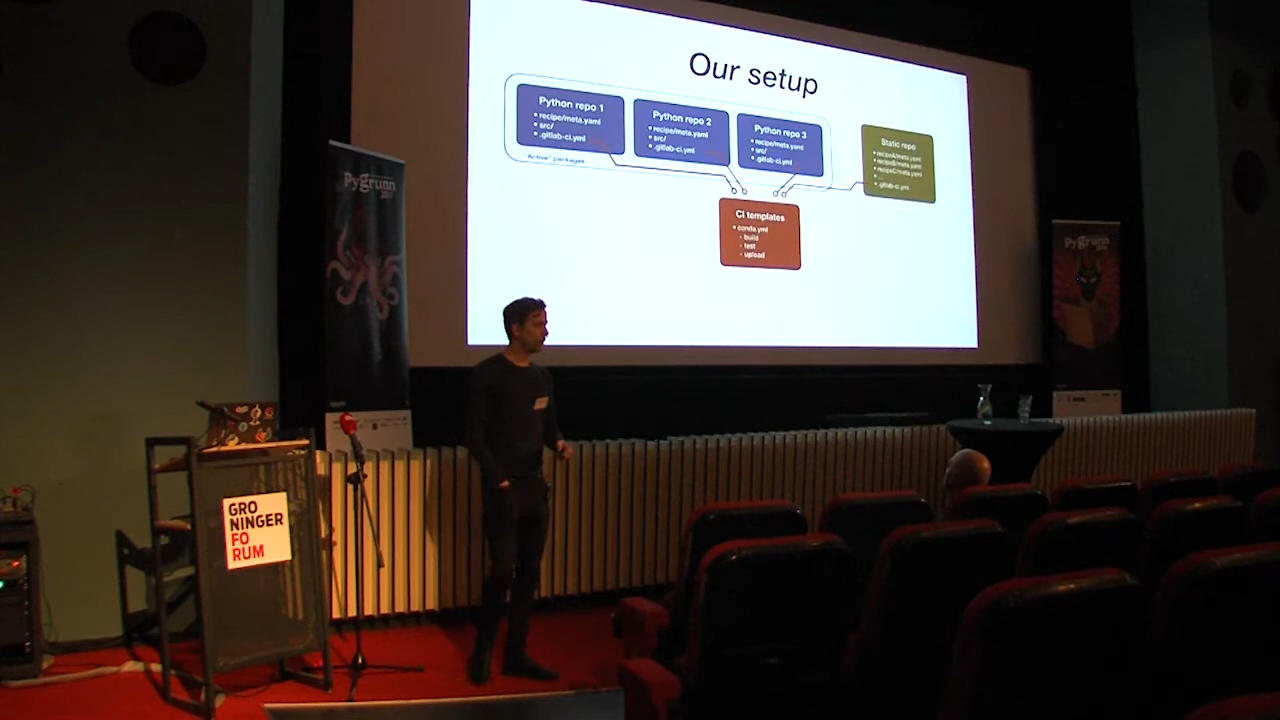 Our setup
Python repo 1
• recipe/meta.yaml
• src/
• .gitlab-ci.yml
Python repo 2
• recipe/meta.yaml
• src/
• .gitlab-ci.yml
Python repo 3
• recipe/meta.yaml
• src/
• .gitlab-ci.yml
"Active" packages
Static repo
• recipeA/meta.yaml
• recipeB/meta.yaml
• recipeC/meta.yaml
• ...
• .gitlab-ci.yml
CI templates
• conda.yml
- build
- test
- upload
Pygrunn
Pygrunn
GRO
NINGER
FO
RUM